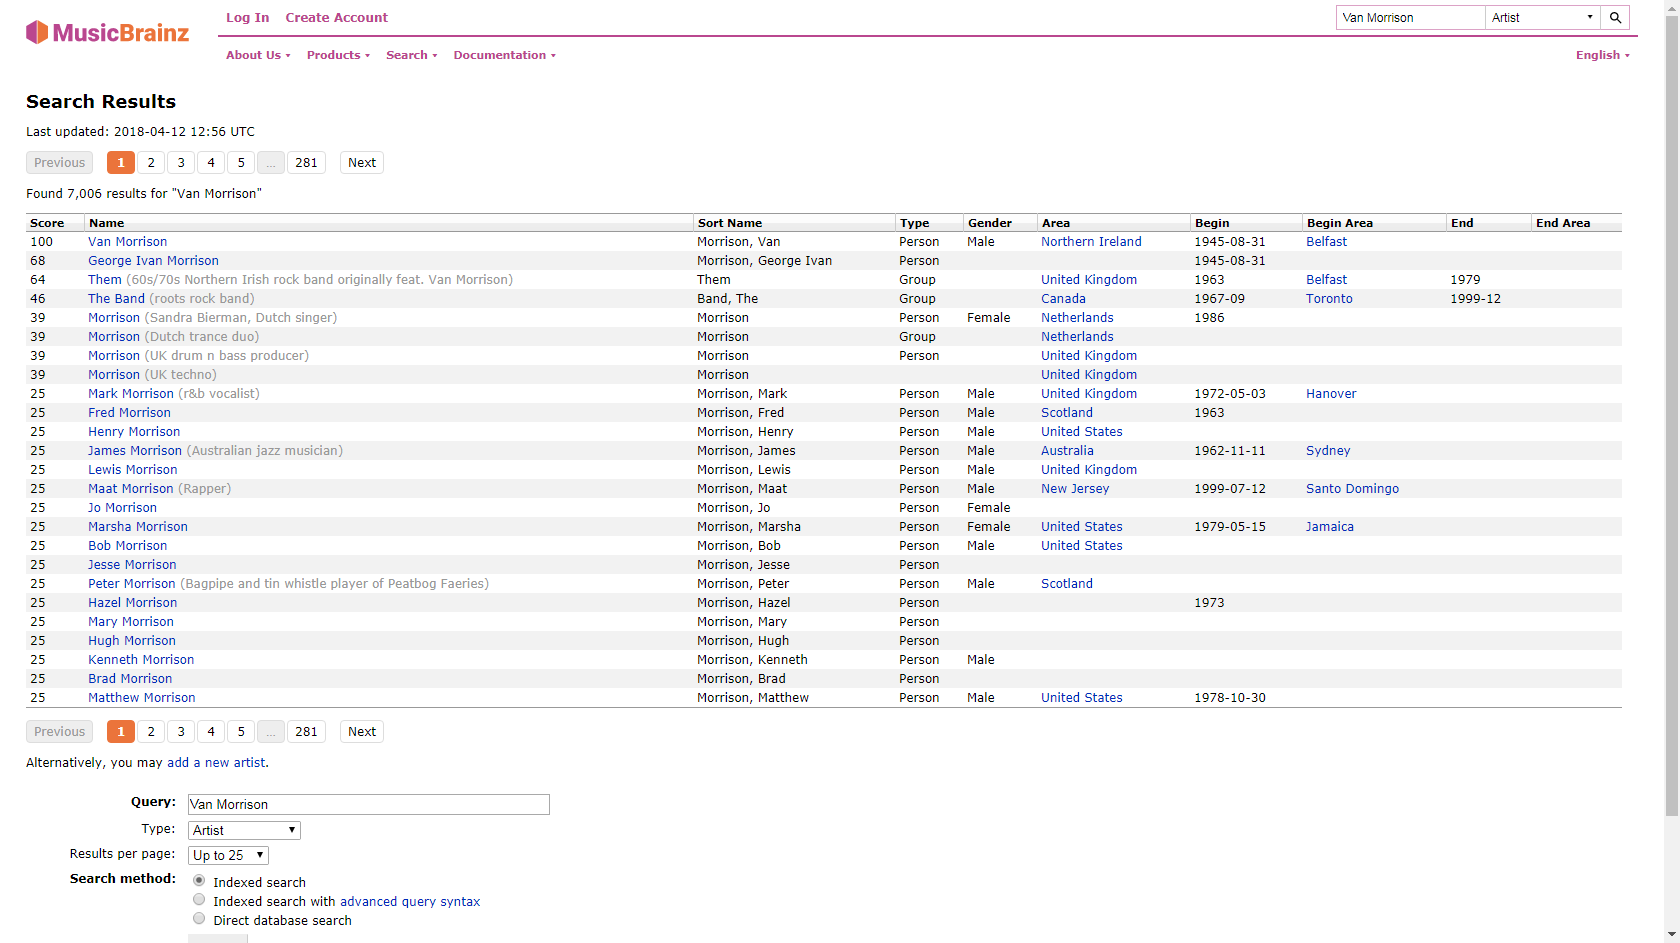 MusicBrainz
Log In Create Account
Van Morrison Artist
About Us Products Search Documentation English
Search Results
Last updated: 2018-04-12 12:56 UTC
Previous 1 2 3 4 5 ... 281 Next
Found 7,006 results for "Van Morrison"
Score Name Sort Name Type Gender Area Begin Begin Area End End Area
100 Van Morrison Morrison, Van Person Male Northern Ireland 1945-08-31 Belfast
68 George Ivan Morrison Morrison, George Ivan Person 1945-08-31
64 Them (60s/70s Northern Irish rock band originally feat. Van Morrison) Them Group United Kingdom 1963 Belfast 1979
46 The Band (roots rock band) Band, The Group Canada 1967-09 Toronto 1999-12
39 Morrison (Sandra Bierman, Dutch singer) Morrison Person Female Netherlands 1986
39 Morrison (Dutch trance duo) Morrison Group Netherlands
39 Morrison (UK drum n bass producer) Morrison Person United Kingdom
39 Morrison (UK techno) Morrison United Kingdom
25 Mark Morrison (r&b vocalist) Morrison, Mark Person Male United Kingdom 1972-05-03 Hanover
25 Fred Morrison Morrison, Fred Person Male Scotland 1963
25 Henry Morrison Morrison, Henry Person Male United States
25 James Morrison (Australian jazz musician) Morrison, James Person Male Australia 1962-11-11 Sydney
25 Lewis Morrison Morrison, Lewis Person Male United Kingdom
25 Maat Morrison (Rapper) Morrison, Maat Person Male New Jersey 1999-07-12 Santo Domingo
25 Jo Morrison Morrison, Jo Person Female
25 Marsha Morrison Morrison, Marsha Person Female United States 1979-05-15 Jamaica
25 Bob Morrison Morrison, Bob Person Male United States
25 Jesse Morrison Morrison, Jesse Person
25 Peter Morrison (Bagpipe and tin whistle player of Peatbog Faeries) Morrison, Peter Person Male Scotland
25 Hazel Morrison Morrison, Hazel Person 1973
25 Mary Morrison Morrison, Mary Person
25 Hugh Morrison Morrison, Hugh Person
25 Kenneth Morrison Morrison, Kenneth Person Male
25 Brad Morrison Morrison, Brad Person
25 Matthew Morrison Morrison, Matthew Person Male United States 1978-10-30
Previous 1 2 3 4 5 ... 281 Next
Alternatively, you may add a new artist.
Query: Van Morrison
Type: Artist
Results per page: Up to 25
Search method: Indexed search
Indexed search with advanced query syntax
Direct database search